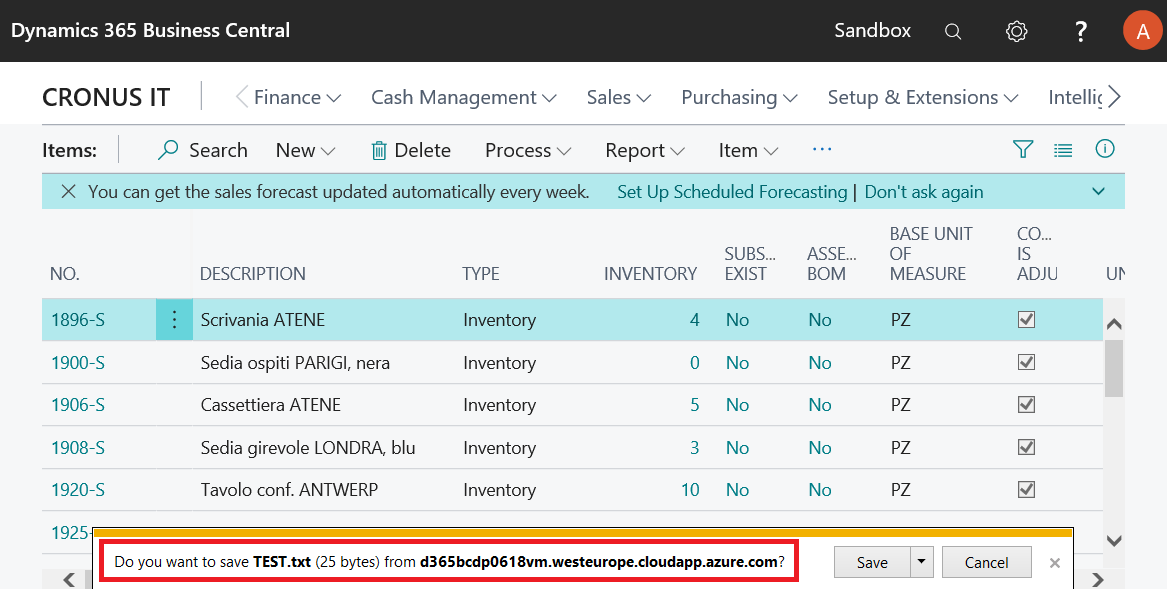 Dynamics 365 Business Central Sandbox ? A
CRONUS IT Finance Cash Management Sales Purchasing Setup & Extensions Intellig
Items: Search New Delete Process Report Item ...
You can get the sales forecast updated automatically every week. Set Up Scheduled Forecasting | Don't ask again
NO. DESCRIPTION TYPE INVENTORY SUBS... EXIST ASSE... BOM BASE UNIT OF MEASURE CO... IS ADJU UN
1896-S Scrivania ATENE Inventory 4 No No PZ
1900-S Sedia ospiti PARIGI, nera Inventory 0 No No PZ
1906-S Cassettiera ATENE Inventory 5 No No PZ
1908-S Sedia girevole LONDRA, blu Inventory 3 No No PZ
1920-S Tavolo conf. ANTWERP Inventory 10 No No PZ
1925-
Do you want to save TEST.txt (25 bytes) from d365bcdp0618vm.westeurope.cloudapp.azure.com? Save Cancel